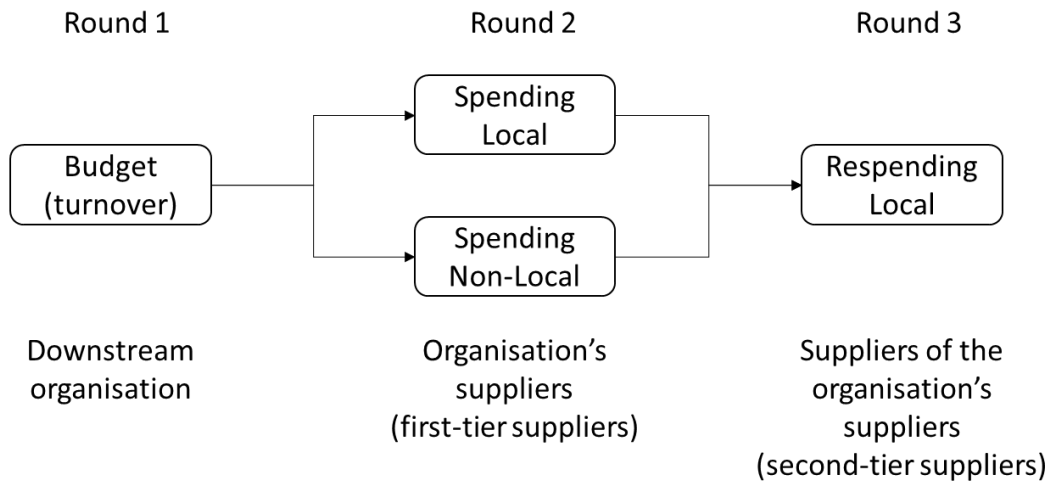 Round 1
Round 2
Round 3
Budget
(turnover)
Spending
Local
Spending
Non-Local
Respending
Local
Downstream
organisation
Organisation’s
suppliers
(first-tier suppliers)
Suppliers of the
organisation’s
suppliers
(second-tier suppliers)